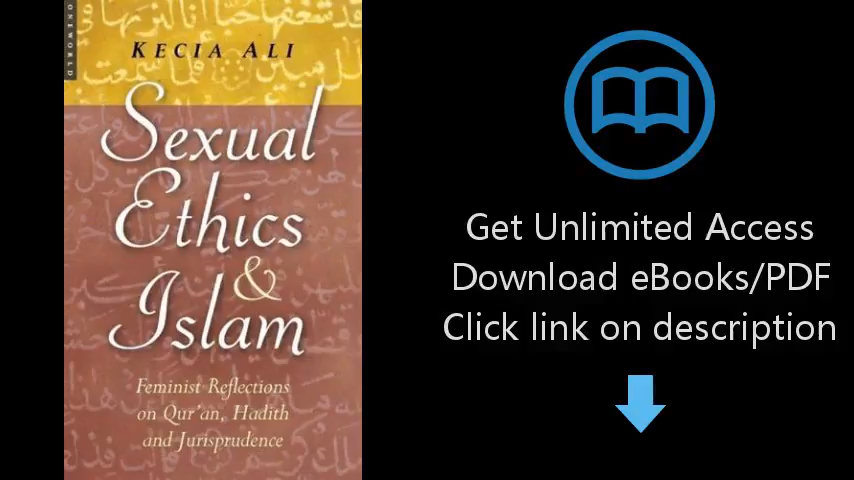 ONEWORLD
KECIA ALI
Sexual
Ethics
&
Islam
Feminist Reflections
on Qur'an, Hadith
and Jurisprudence
Get Unlimited Access
Download eBooks/PDF
Click link on description